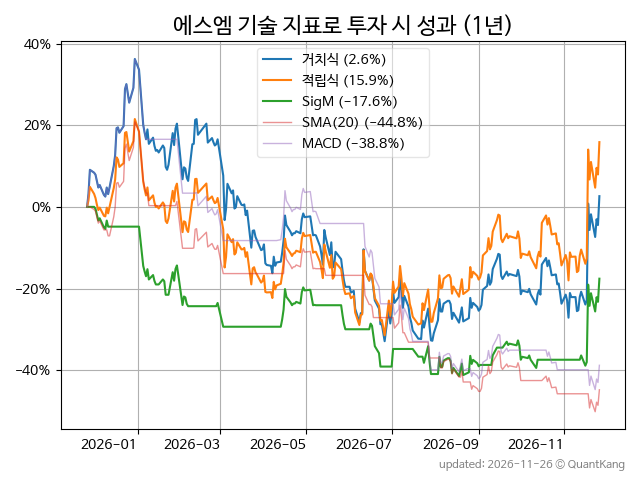 에스엠 기술 지표로 투자 시 성과 (1년)
거치식 (2.6%)
적립식 (15.9%)
SigM (−17.6%)
SMA(20) (−44.8%)
MACD (−38.8%)
40%
20%
0%
−20%
−40%
2026-01 2026-03 2026-05 2026-07 2026-09 2026-11
updated: 2026-11-26 © QuantKang